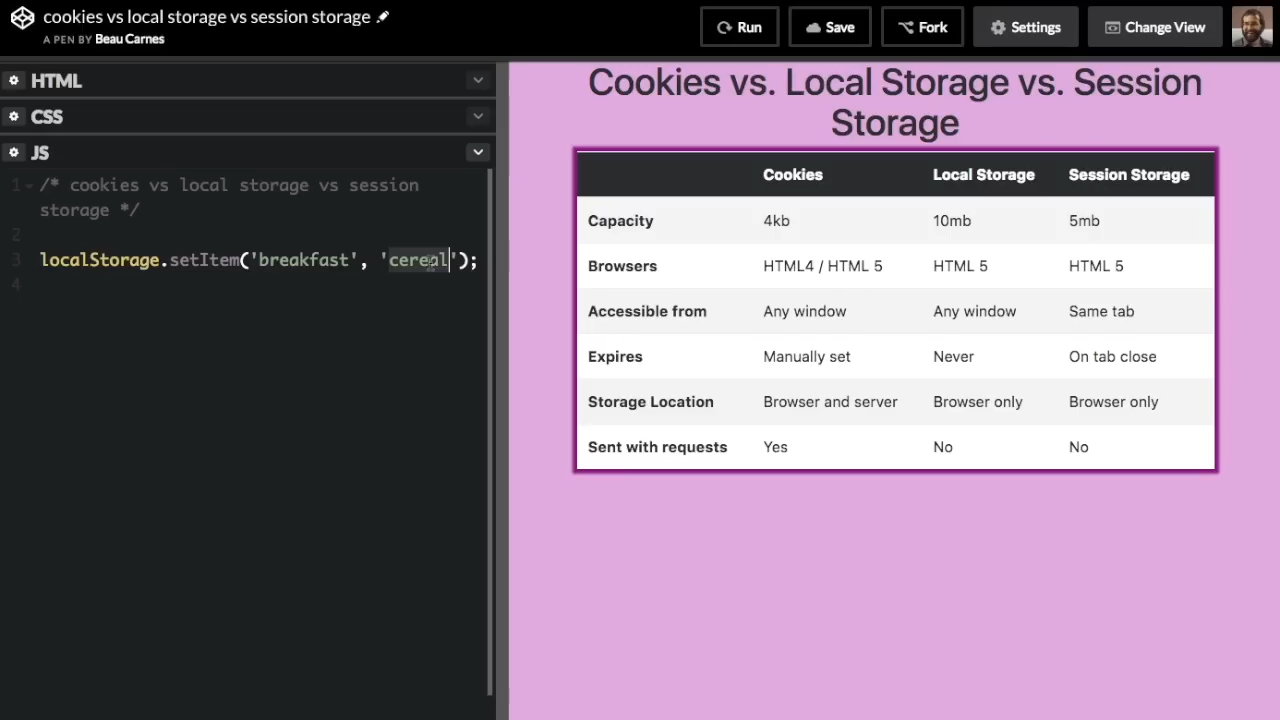 cookies vs local storage vs session storage
A PEN BY Beau Carnes
Run
Save
Fork
Settings
Change View
HTML
CSS
JS
1 /* cookies vs local storage vs session
storage */
2
3 localStorage.setItem('breakfast', 'cereal');
4
Cookies vs. Local Storage vs. Session
Storage
Cookies Local Storage Session Storage
Capacity 4kb 10mb 5mb
Browsers HTML4 / HTML 5 HTML 5 HTML 5
Accessible from Any window Any window Same tab
Expires Manually set Never On tab close
Storage Location Browser and server Browser only Browser only
Sent with requests Yes No No